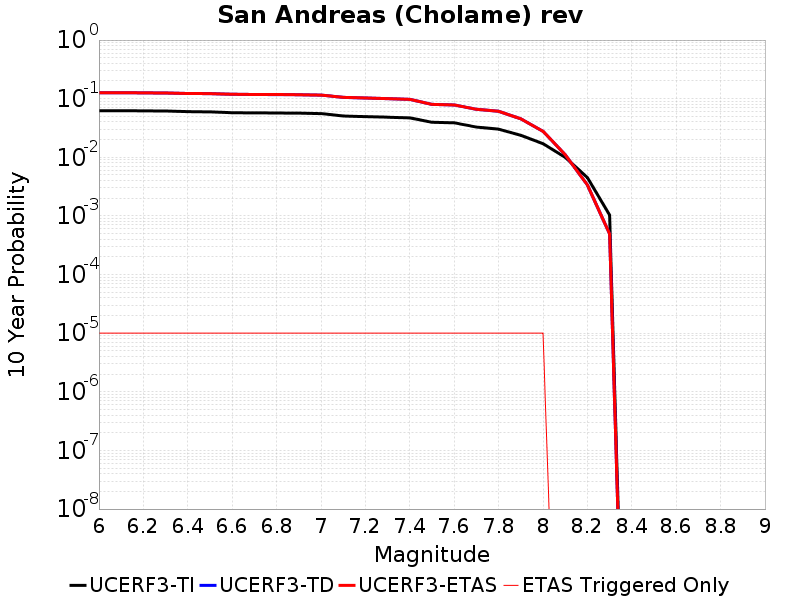 San Andreas (Cholame) rev
10 Year Probability
10^0
10^-1
10^-2
10^-3
10^-4
10^-5
10^-6
10^-7
10^-8
6 6.2 6.4 6.6 6.8 7 7.2 7.4 7.6 7.8 8 8.2 8.4 8.6 8.8 9
Magnitude
UCERF3-TI UCERF3-TD UCERF3-ETAS ETAS Triggered Only